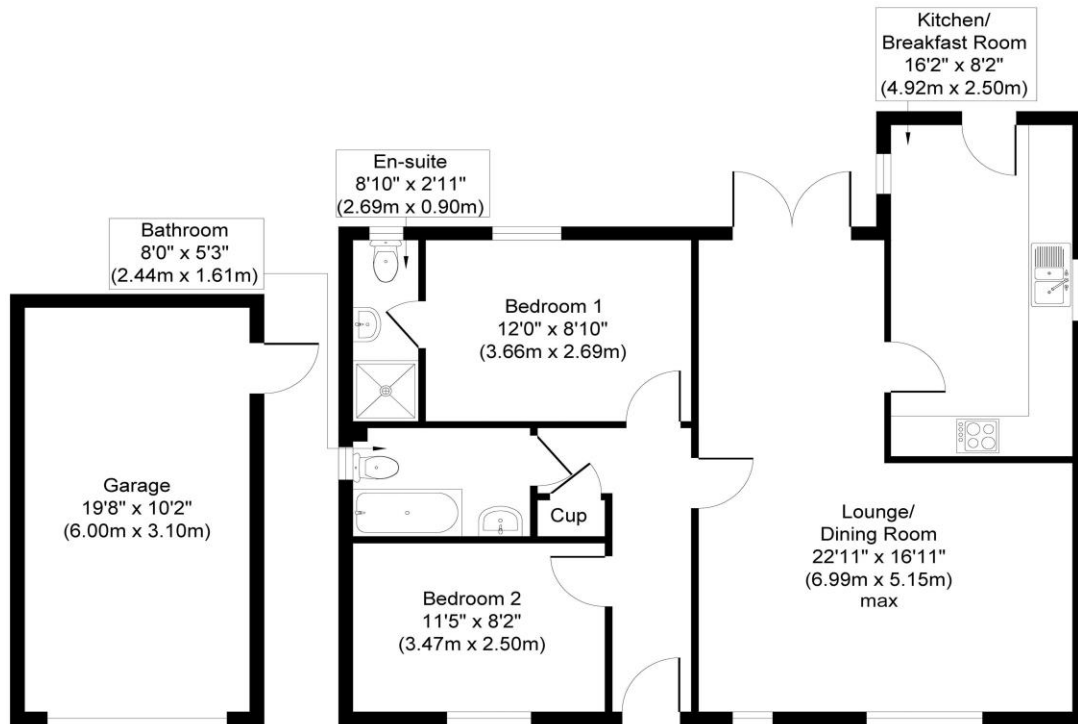 Kitchen/
Breakfast Room
16'2" x 8'2"
(4.92m x 2.50m)
En-suite
8'10" x 2'11"
(2.69m x 0.90m)
Bathroom
8'0" x 5'3"
(2.44m x 1.61m)
Bedroom 1
12'0" x 8'10"
(3.66m x 2.69m)
Garage
19'8" x 10'2"
(6.00m x 3.10m)
Cup
Lounge/
Dining Room
22'11" x 16'11"
(6.99m x 5.15m)
max
Bedroom 2
11'5" x 8'2"
(3.47m x 2.50m)